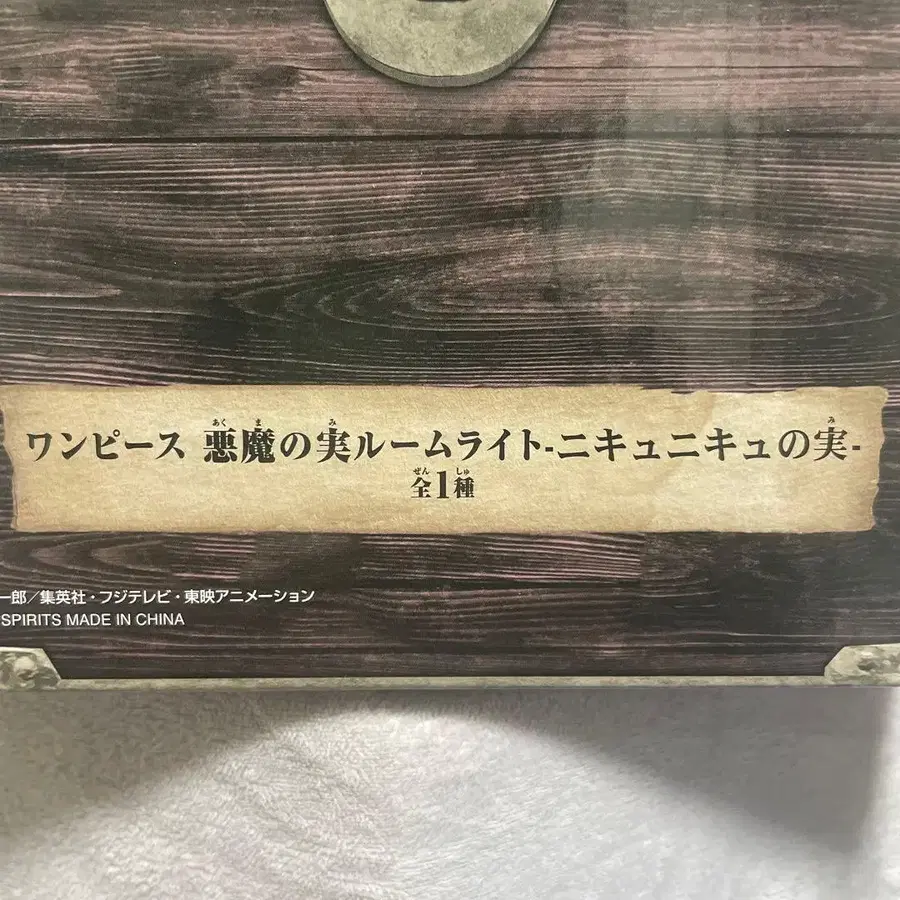 ワンピース 悪魔の実ルームライト-ニキュニキュの実-
全1種
一郎/集英社・フジテレビ・東映アニメーション
SPIRITS MADE IN CHINA